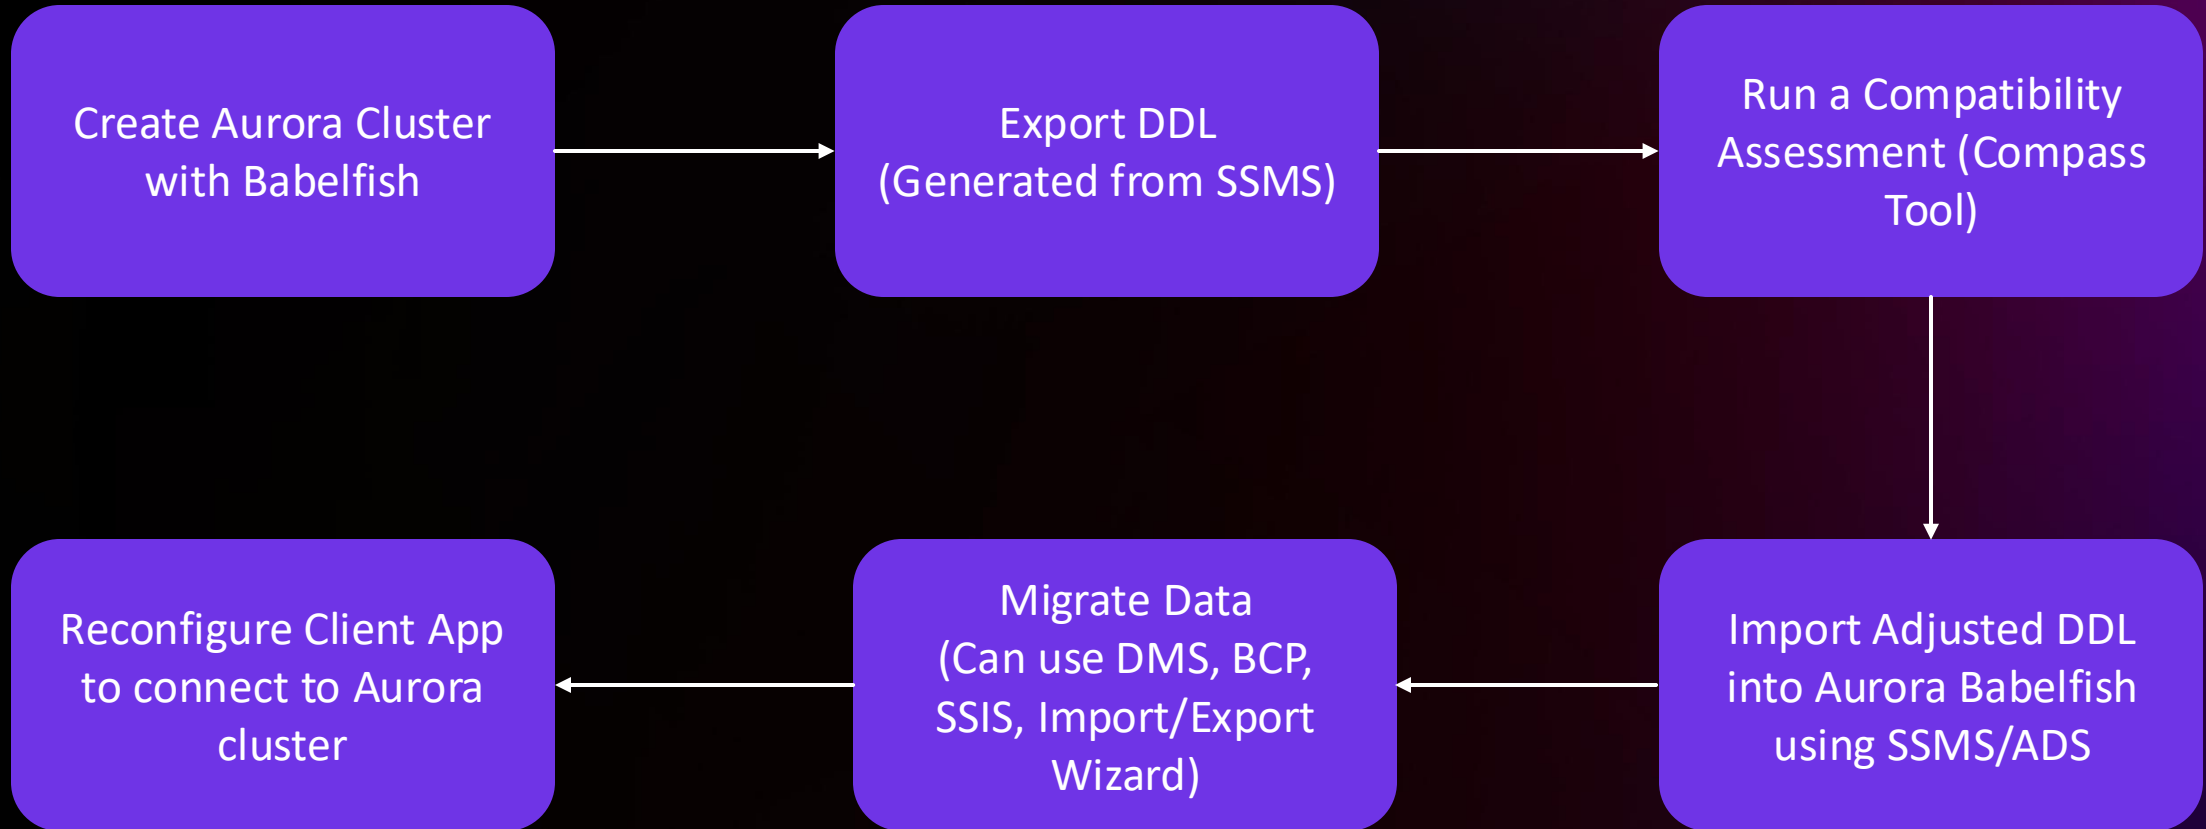 Create Aurora Cluster
with Babelfish
Export DDL
(Generated from SSMS)
Run a Compatibility
Assessment (Compass
Tool)
Reconfigure Client App
to connect to Aurora
cluster
Migrate Data
(Can use DMS, BCP,
SSIS, Import/Export
Wizard)
Import Adjusted DDL
into Aurora Babelfish
using SSMS/ADS